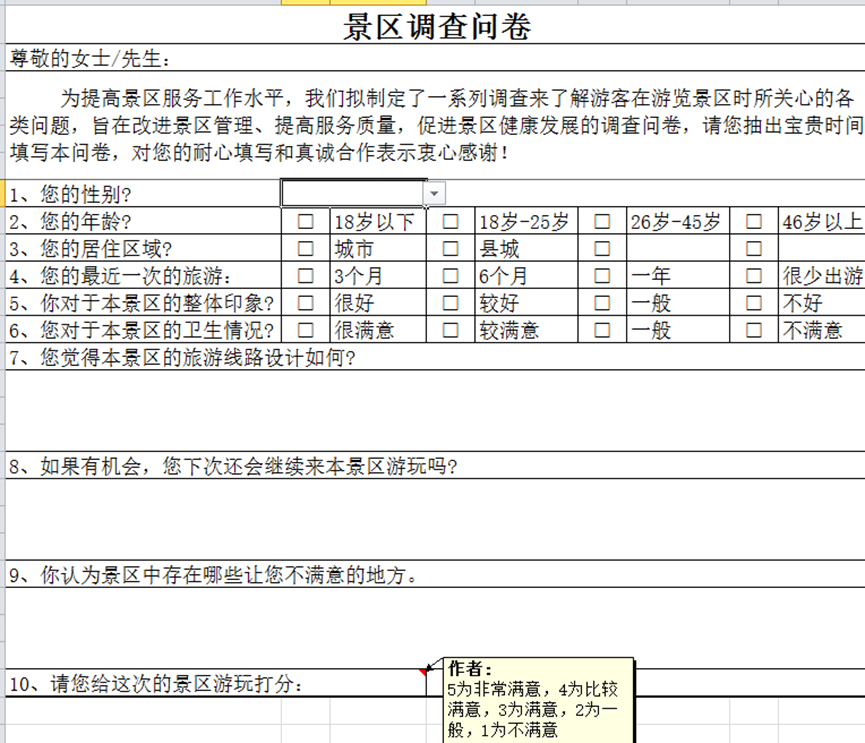 景区调查问卷
尊敬的女士/先生：
为提高景区服务工作水平，我们拟制定了一系列调查来了解游客在游览景区时所关心的各
类问题，旨在改进景区管理、提高服务质量，促进景区健康发展的调查问卷，请您抽出宝贵时间
填写本问卷，对您的耐心填写和真诚合作表示衷心感谢！
1、您的性别？
2、您的年龄？ □ 18岁以下 □ 18岁-25岁 □ 26岁-45岁 □ 46岁以上
3、您的居住区域？ □ 城市 □ 县城 □ □
4、您的最近一次的旅游： □ 3个月 □ 6个月 □ 一年 □ 很少出游
5、你对于本景区的整体印象？ □ 很好 □ 较好 □ 一般 □ 不好
6、您对于本景区的卫生情况？ □ 很满意 □ 较满意 □ 一般 □ 不满意
7、您觉得本景区的旅游线路设计如何？
8、如果有机会，您下次还会继续来本景区游玩吗？
9、你认为景区中存在哪些让您不满意的地方。
10、请您给这次的景区游玩打分：
作者：
5为非常满意，4为比较
满意，3为满意，2为一
般，1为不满意